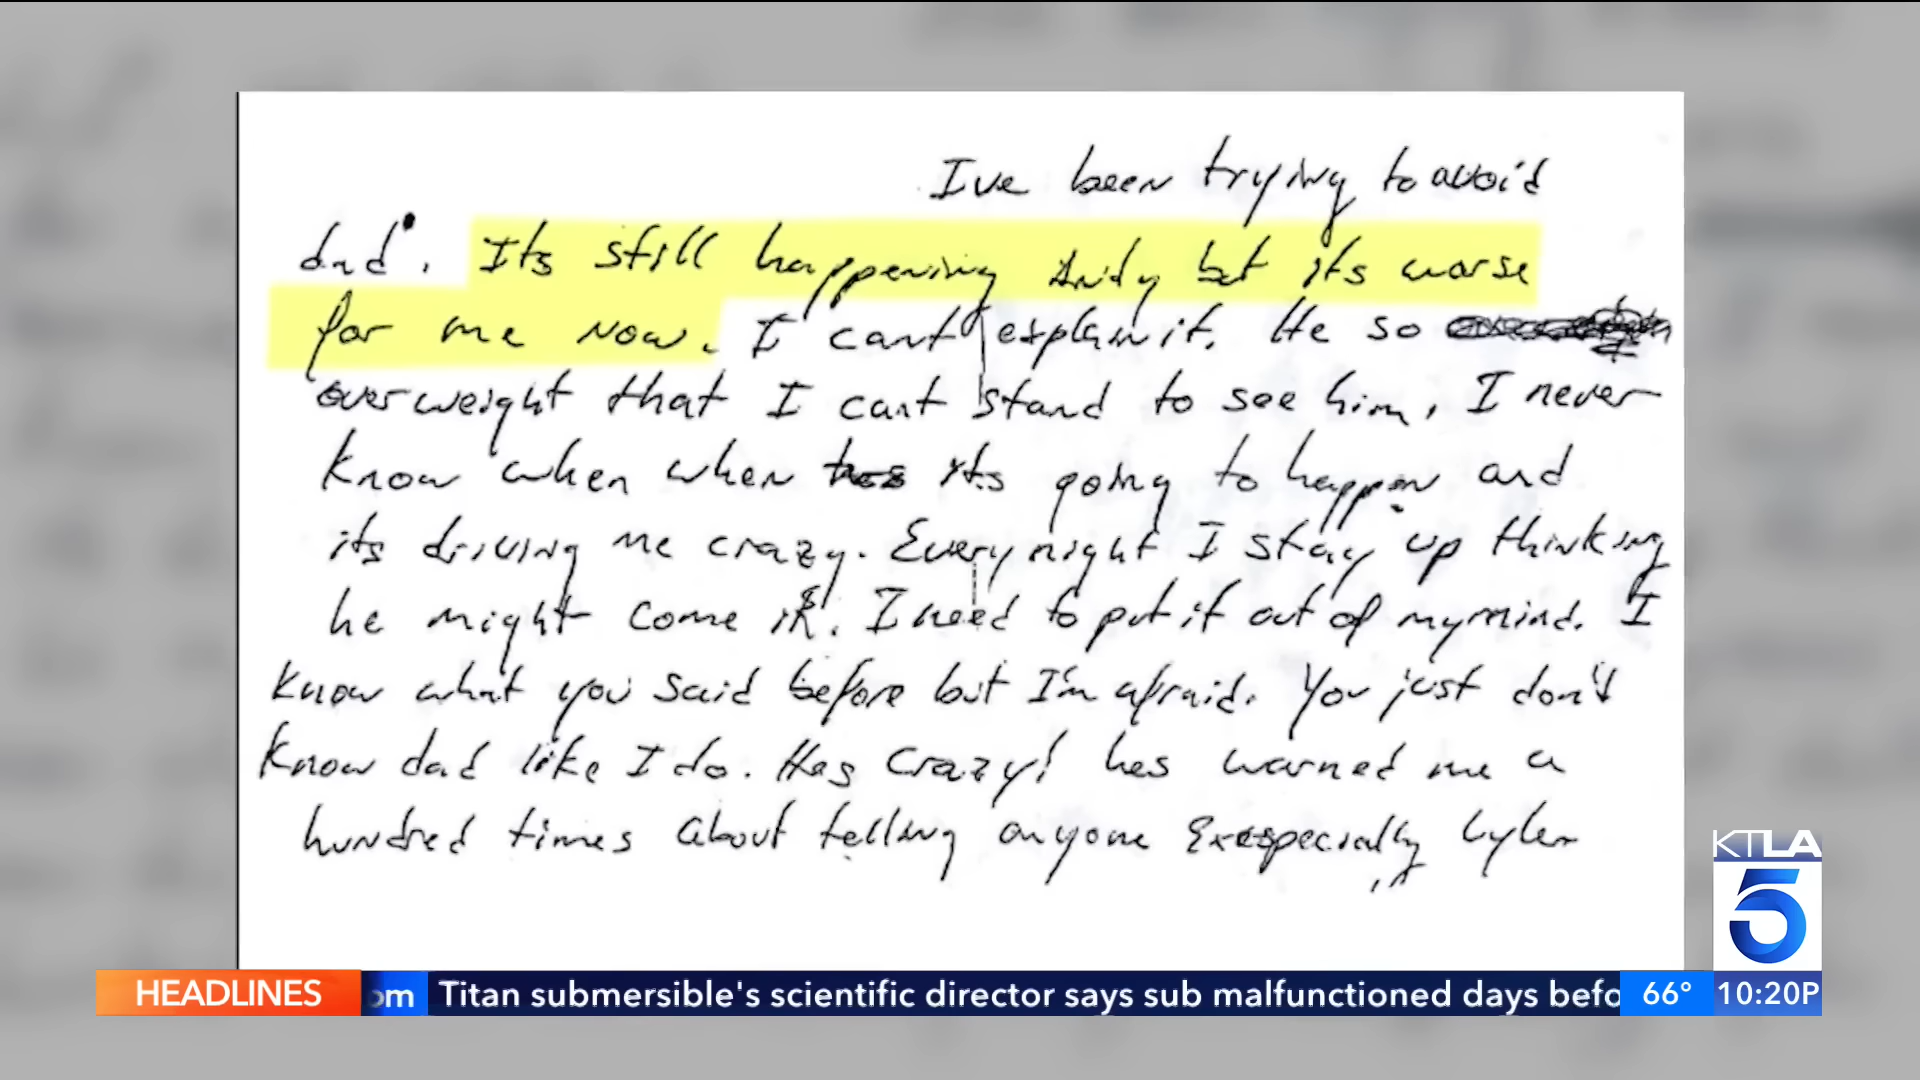 Ive been trying to avoid
dad. Its still happening Andy but its worse
for me now. I cant explain it. He so
overweight that I cant stand to see him. I never
know when when its going to happen and
its driving me crazy. Every night I stay up thinking
he might come in. I need to put it out of my mind. I
know what you said before but I'm afraid. You just don't
know dad like I do. Hes crazy! hes warned me a
hundred times about telling anyone Exespecially Lyle
KTLA
5
HEADLINES om Titan submersible's scientific director says sub malfunctioned days befo 66° 10:20P